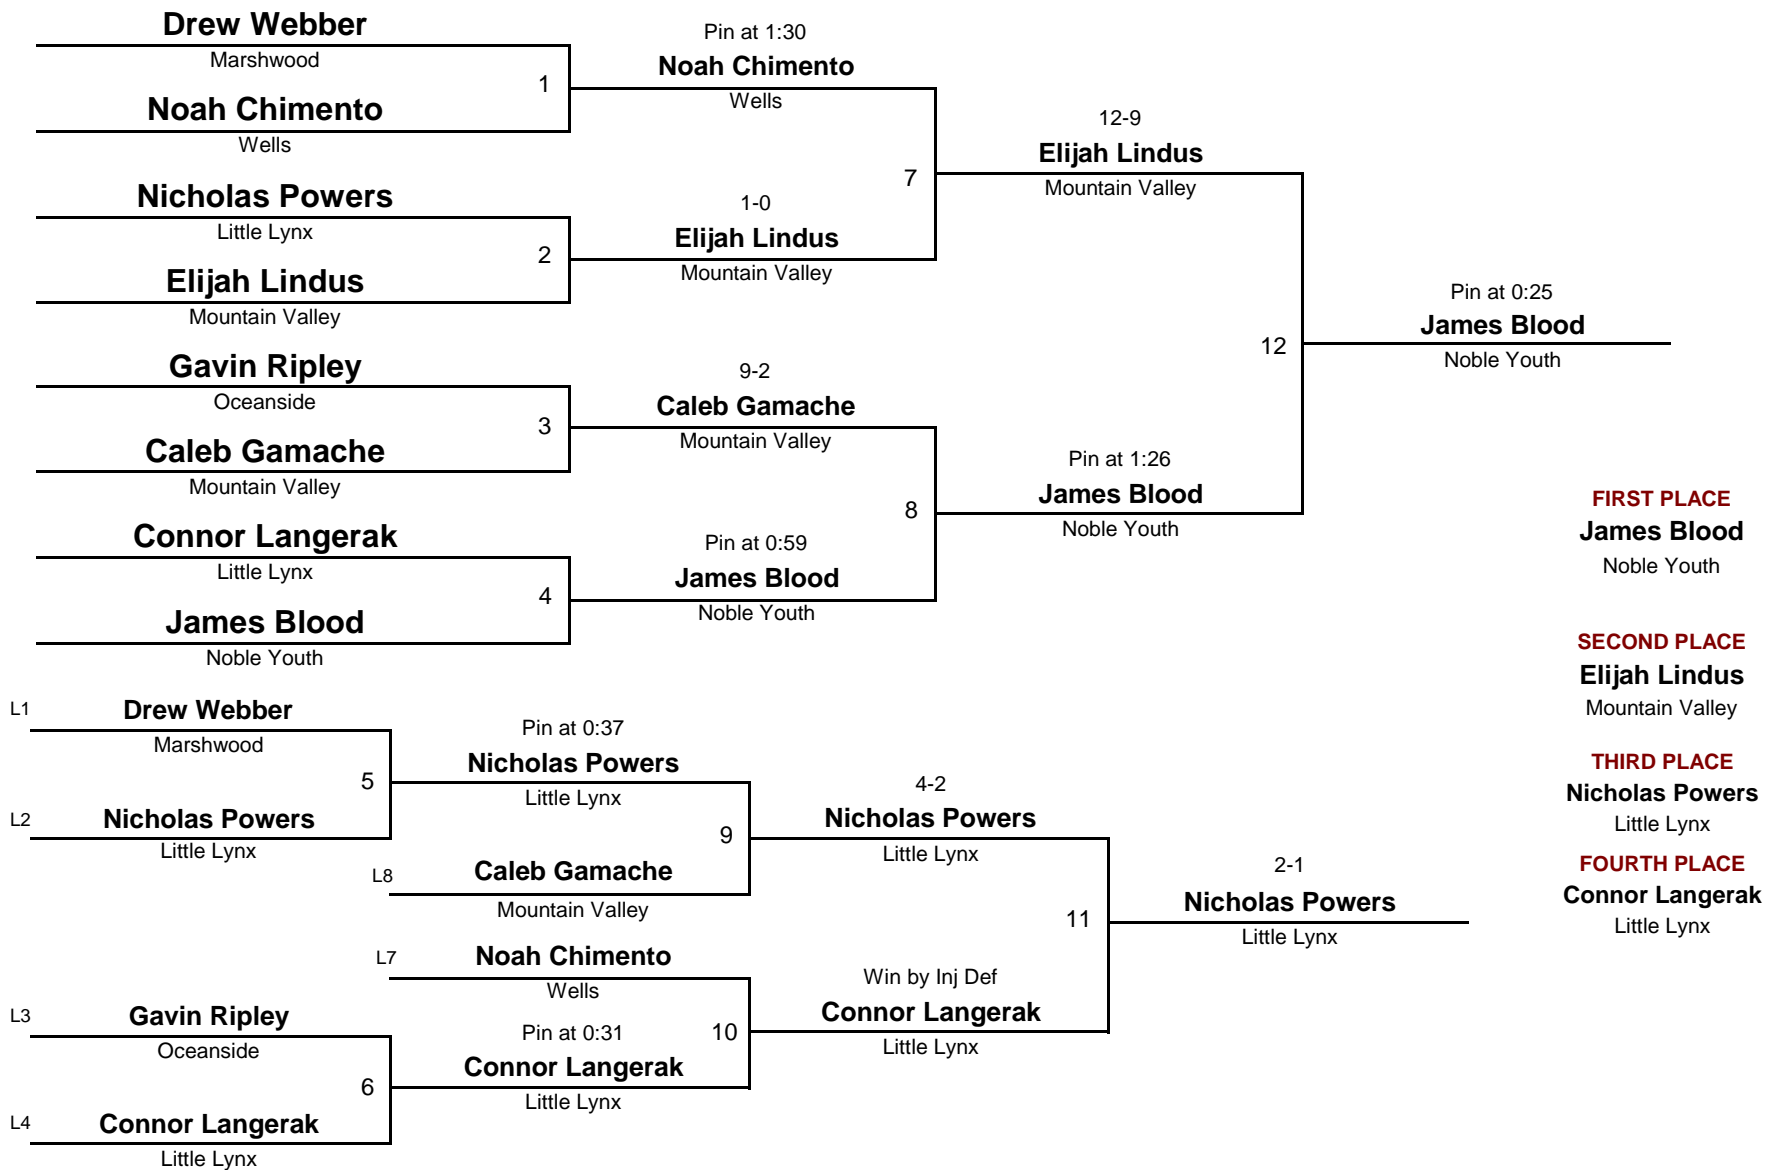 Drew Webber
Marshwood
1
Noah Chimento
Wells
Nicholas Powers
Little Lynx
2
Elijah Lindus
Mountain Valley
Gavin Ripley
Oceanside
3
Caleb Gamache
Mountain Valley
Connor Langerak
Little Lynx
4
James Blood
Noble Youth
Pin at 1:30
Noah Chimento
Wells
7
1-0
Elijah Lindus
Mountain Valley
9-2
Caleb Gamache
Mountain Valley
8
Pin at 0:59
James Blood
Noble Youth
12-9
Elijah Lindus
Mountain Valley
12
Pin at 1:26
James Blood
Noble Youth
Pin at 0:25
James Blood
Noble Youth
FIRST PLACE
James Blood
Noble Youth
SECOND PLACE
Elijah Lindus
Mountain Valley
THIRD PLACE
Nicholas Powers
Little Lynx
FOURTH PLACE
Connor Langerak
Little Lynx
L1 Drew Webber
Marshwood
5
L2 Nicholas Powers
Little Lynx
L3 Gavin Ripley
Oceanside
6
L4 Connor Langerak
Little Lynx
Pin at 0:37
Nicholas Powers
Little Lynx
9
L8 Caleb Gamache
Mountain Valley
L7 Noah Chimento
Wells
10
Pin at 0:31
Connor Langerak
Little Lynx
4-2
Nicholas Powers
Little Lynx
11
Win by Inj Def
Connor Langerak
Little Lynx
2-1
Nicholas Powers
Little Lynx